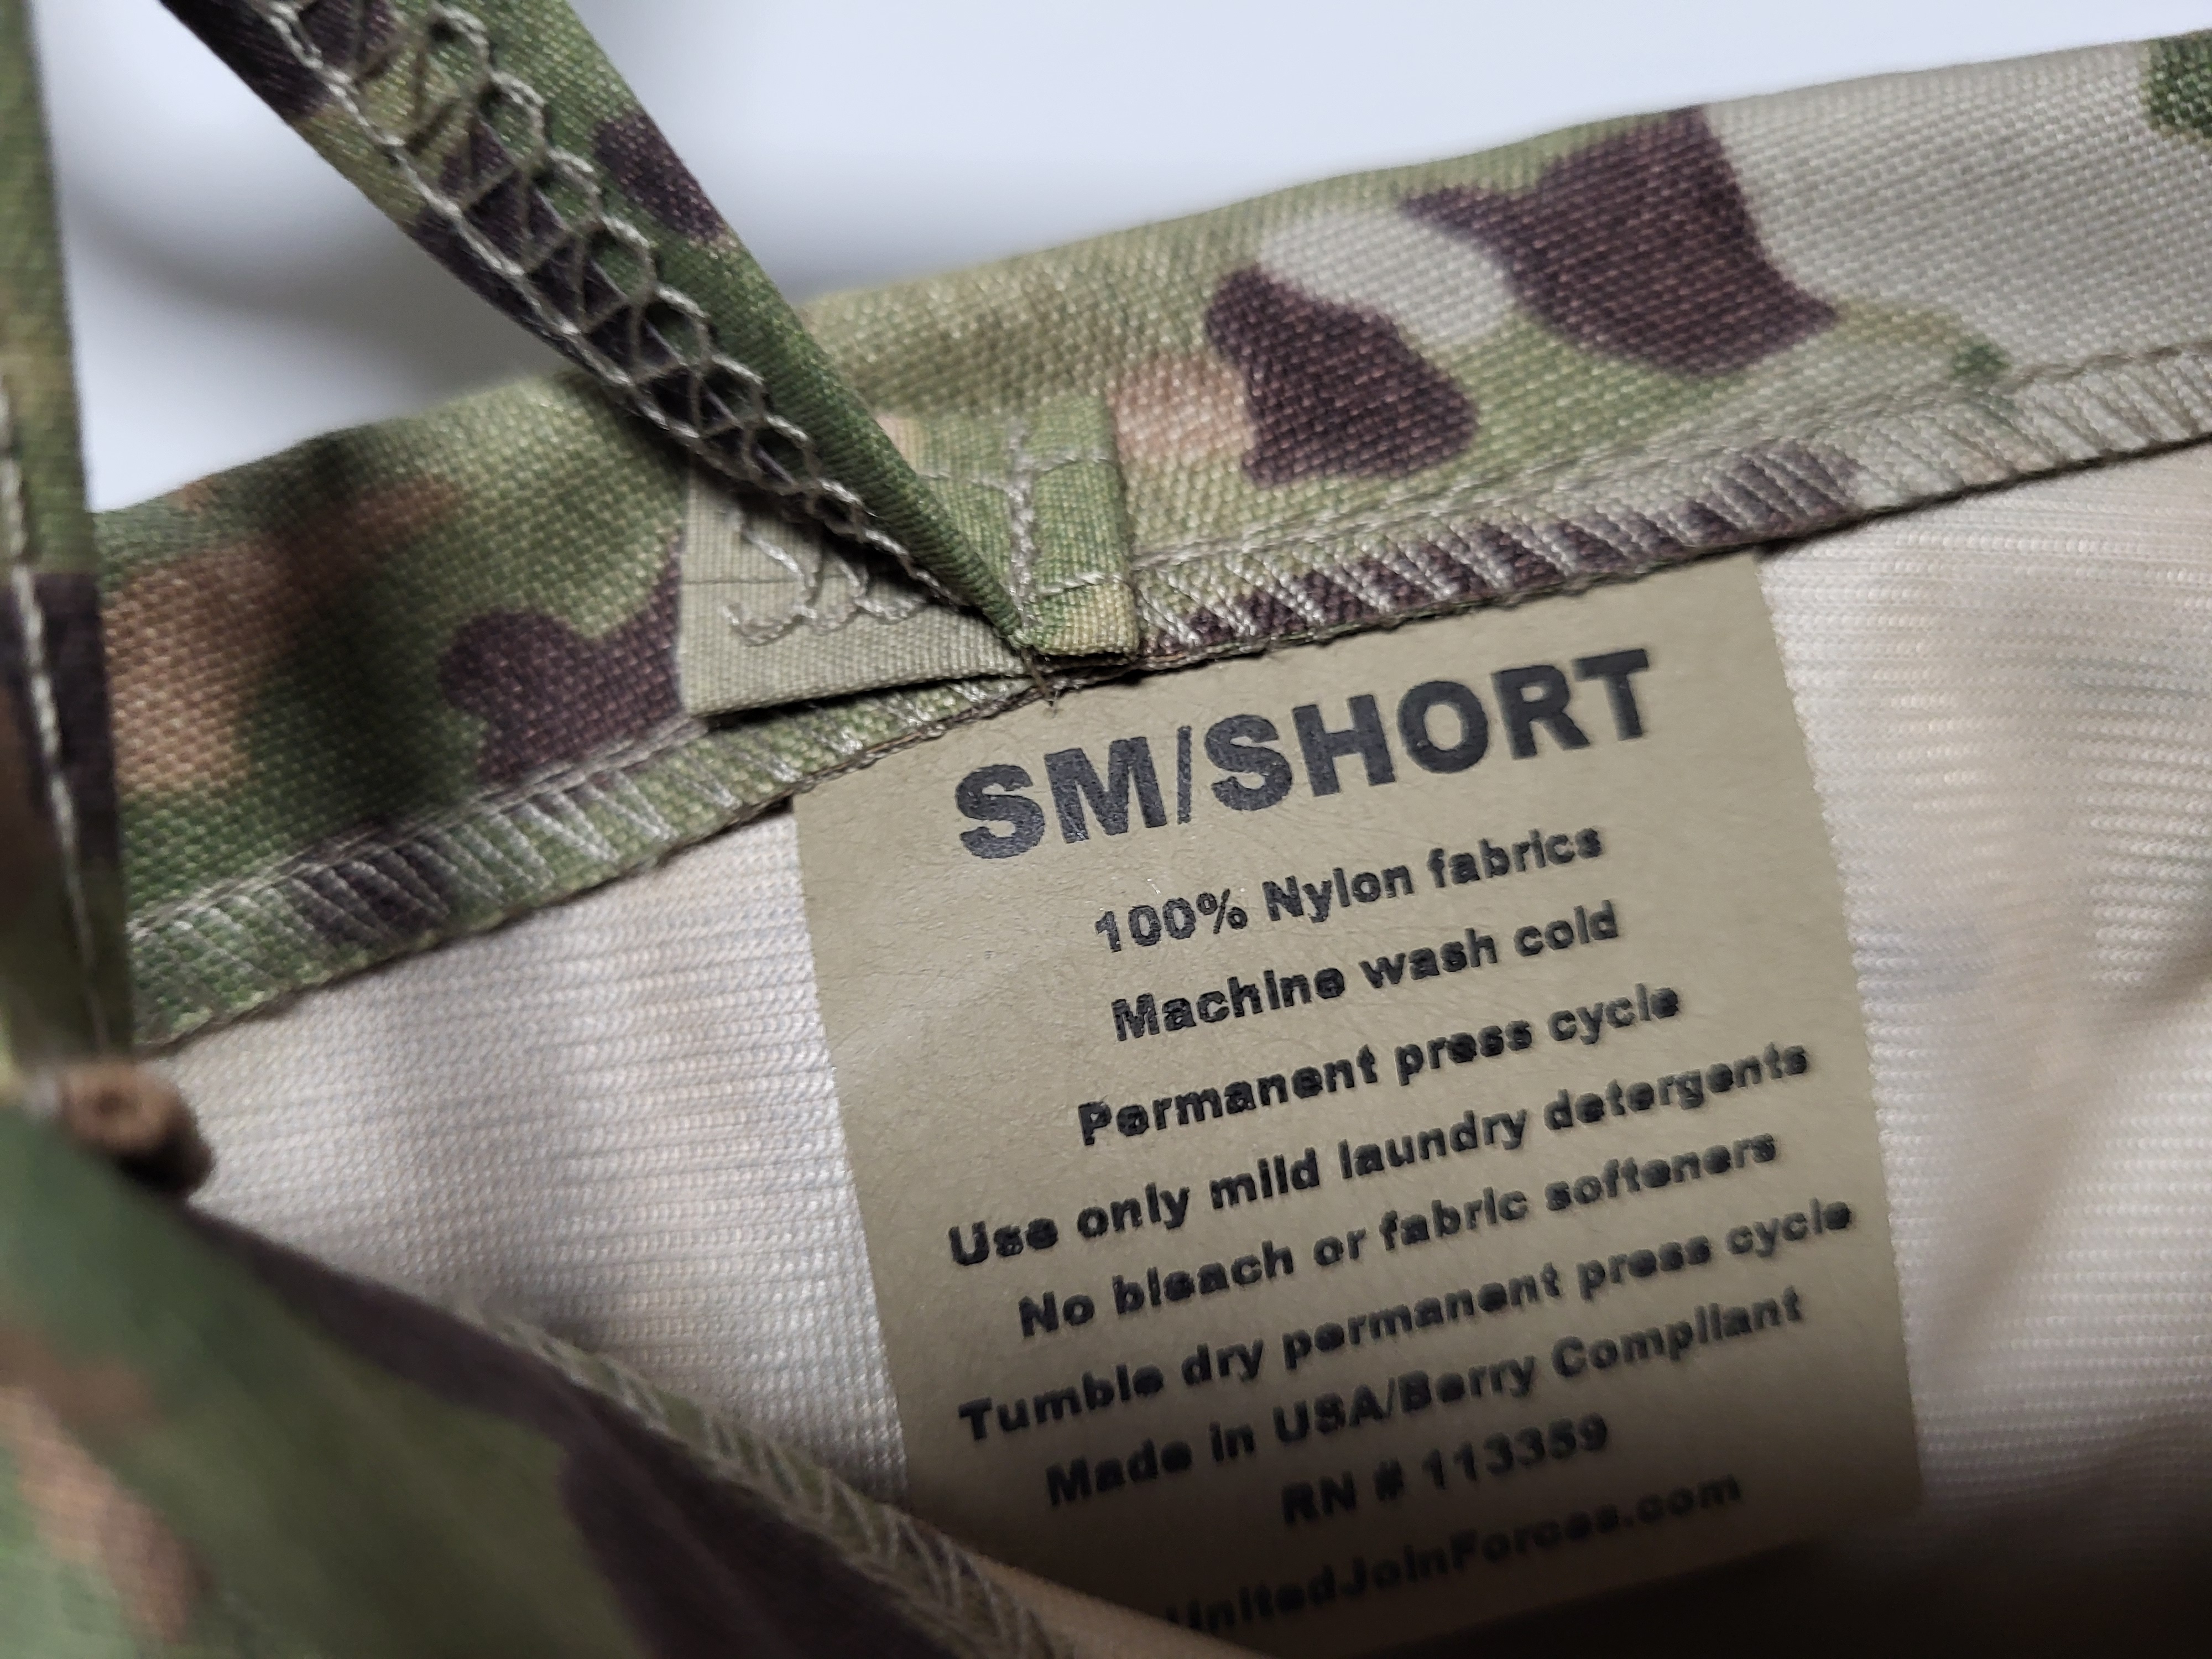 SM/SHORT
100% Nylon fabrics
Machine wash cold
Permanent press cycle
Use only mild laundry detergents
No bleach or fabric softeners
Tumble dry permanent press cycle
Made in USA/Berry Compliant
RN # 113359
UnitedJoinForces.com